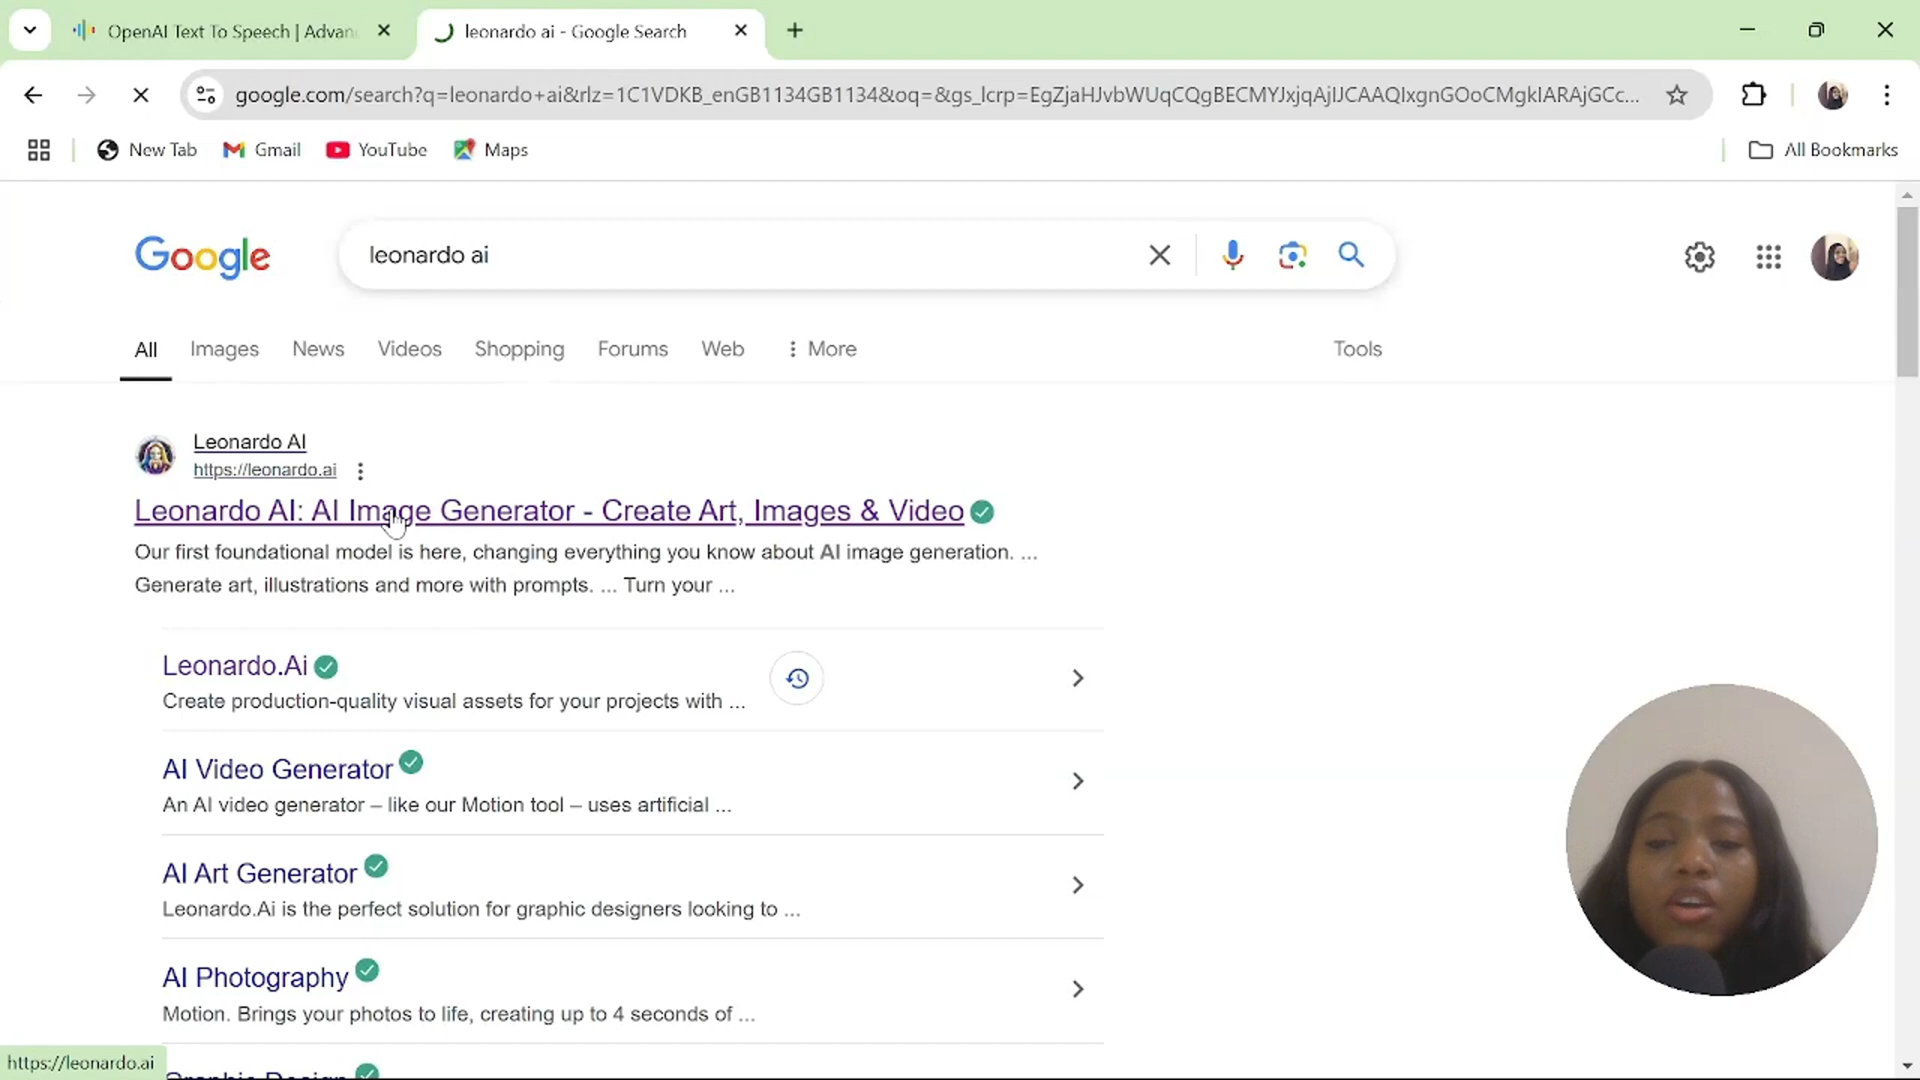 OpenAI Text To Speech | Advan
leonardo ai - Google Search
google.com/search?q=leonardo+ai&rlz=1C1VDKB_enGB1134GB1134&oq=&gs_lcrp=EgZjaHJvbWUqCQgBECMYJxjqAjIJCAAQIxgnGOoCMgkIARAjGCc...
New Tab
Gmail
YouTube
Maps
All Bookmarks
Google
leonardo ai
All
Images
News
Videos
Shopping
Forums
Web
More
Tools
Leonardo AI
https://leonardo.ai
Leonardo AI: AI Image Generator - Create Art, Images & Video
Our first foundational model is here, changing everything you know about AI image generation. ...
Generate art, illustrations and more with prompts. ... Turn your ...
Leonardo.Ai
Create production-quality visual assets for your projects with ...
AI Video Generator
An AI video generator – like our Motion tool – uses artificial ...
AI Art Generator
Leonardo.Ai is the perfect solution for graphic designers looking to ...
AI Photography
Motion. Brings your photos to life, creating up to 4 seconds of ...
https://leonardo.ai
Graphic Design